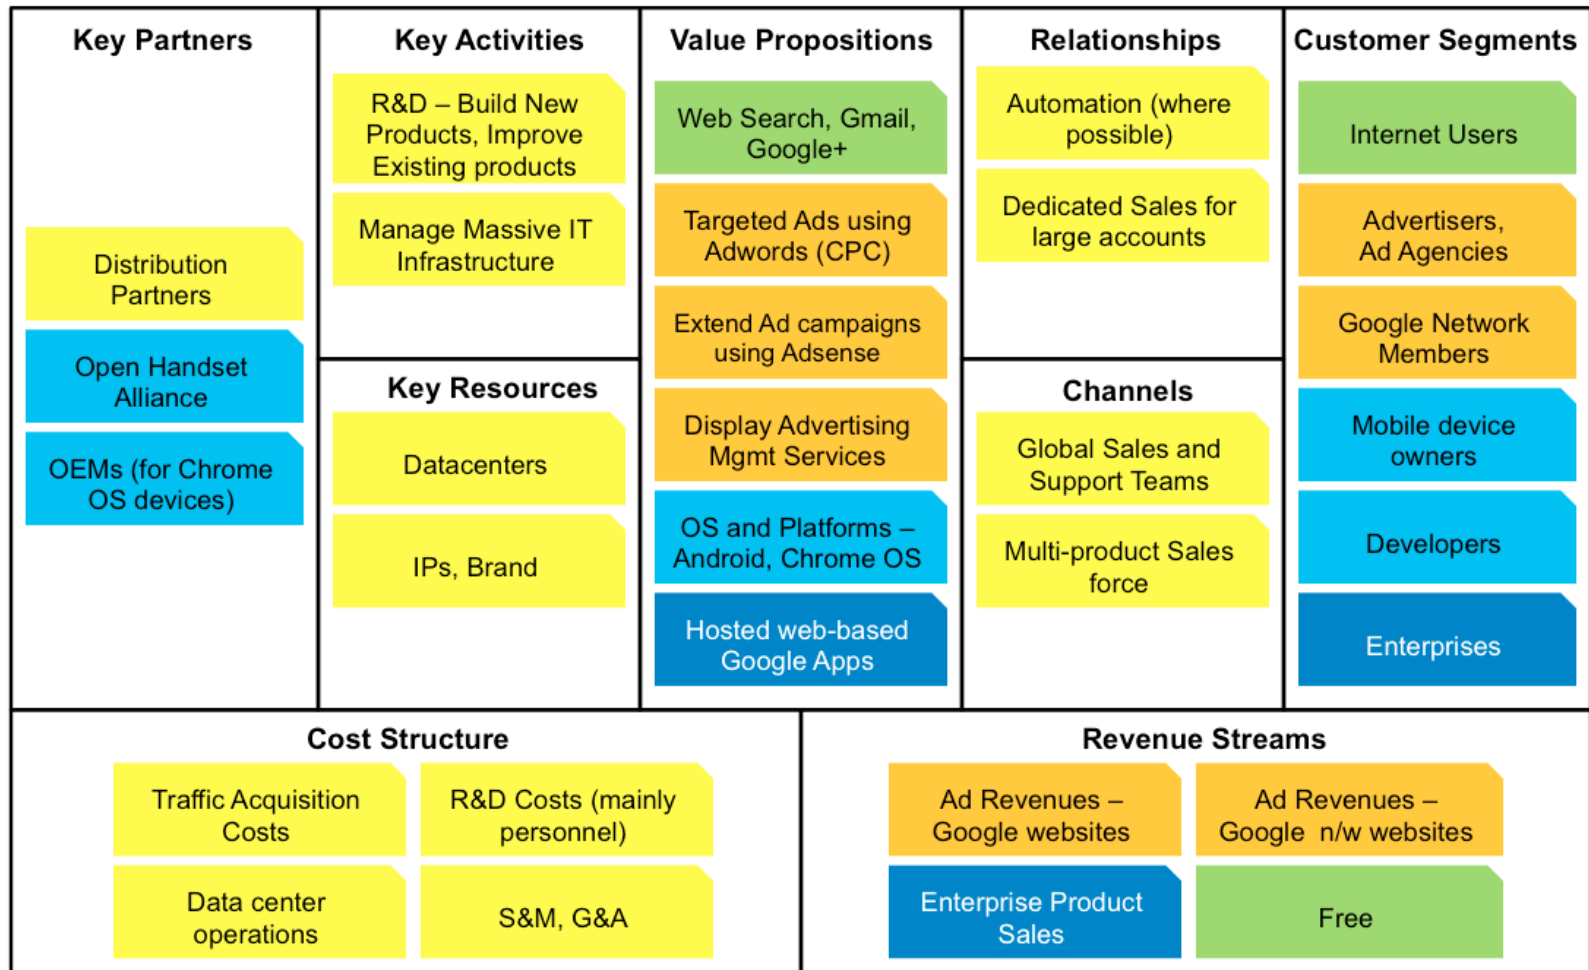 Key Partners
Distribution
Partners
Open Handset
Alliance
OEMs (for Chrome
OS devices)
Key Activities
R&D – Build New
Products, Improve
Existing products
Manage Massive IT
Infrastructure
Key Resources
Datacenters
IPs, Brand
Value Propositions
Web Search, Gmail,
Google+
Targeted Ads using
Adwords (CPC)
Extend Ad campaigns
using Adsense
Display Advertising
Mgmt Services
OS and Platforms –
Android, Chrome OS
Hosted web-based
Google Apps
Relationships
Automation (where
possible)
Dedicated Sales for
large accounts
Channels
Global Sales and
Support Teams
Multi-product Sales
force
Customer Segments
Internet Users
Advertisers,
Ad Agencies
Google Network
Members
Mobile device
owners
Developers
Enterprises
Cost Structure
Traffic Acquisition
Costs
R&D Costs (mainly
personnel)
Data center
operations
S&M, G&A
Revenue Streams
Ad Revenues –
Google websites
Ad Revenues –
Google n/w websites
Enterprise Product
Sales
Free